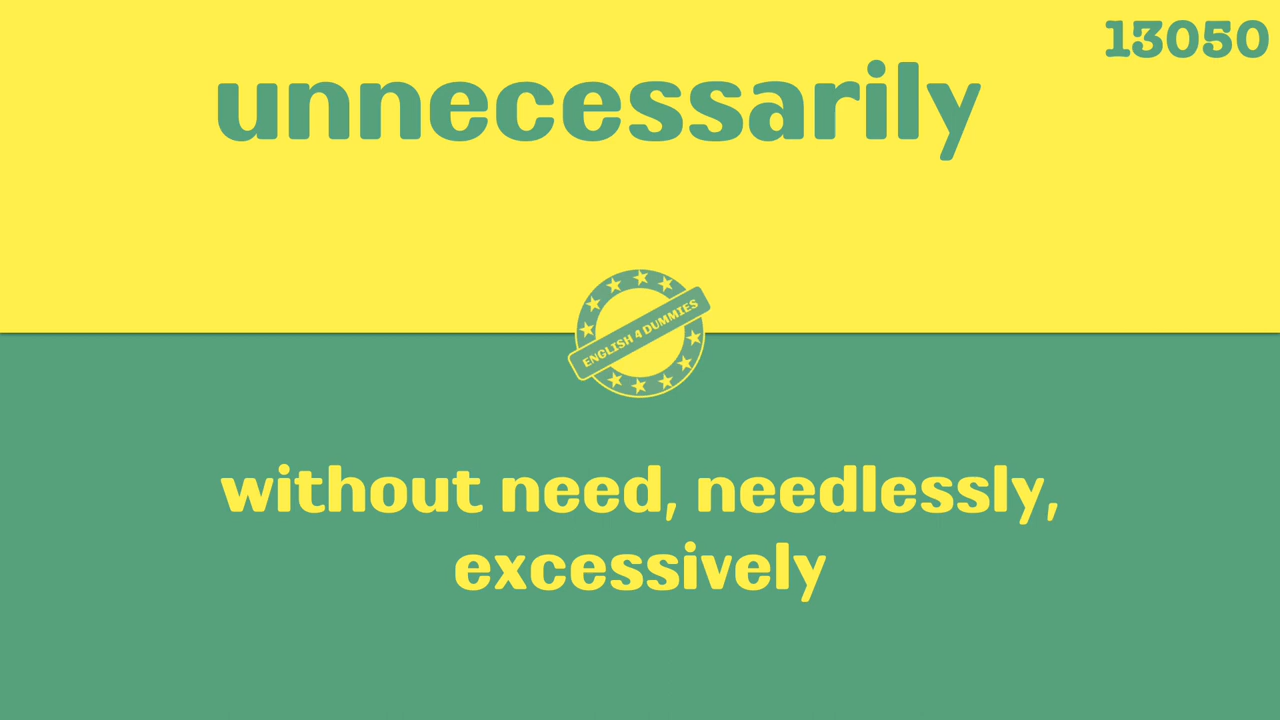 13050
unnecessarily
ENGLISH 4 DUMMIES
without need, needlessly,
excessively